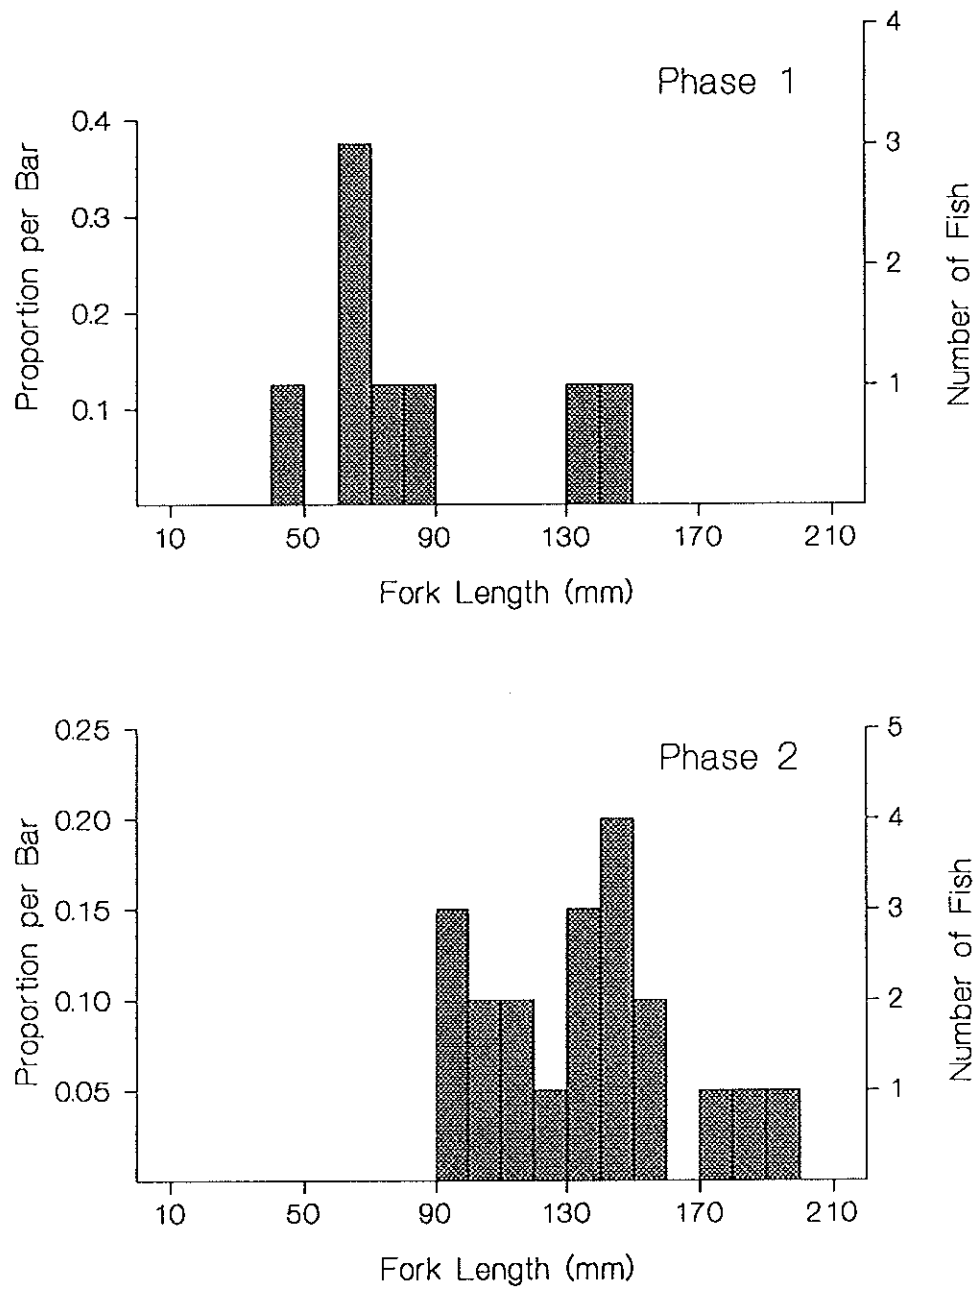 Phase 1
Proportion per Bar
0.4
0.3
0.2
0.1
4
3
2
1
Number of Fish
10 50 90 130 170 210
Fork Length (mm)
Phase 2
Proportion per Bar
0.25
0.20
0.15
0.10
0.05
5
4
3
2
1
Number of Fish
10 50 90 130 170 210
Fork Length (mm)